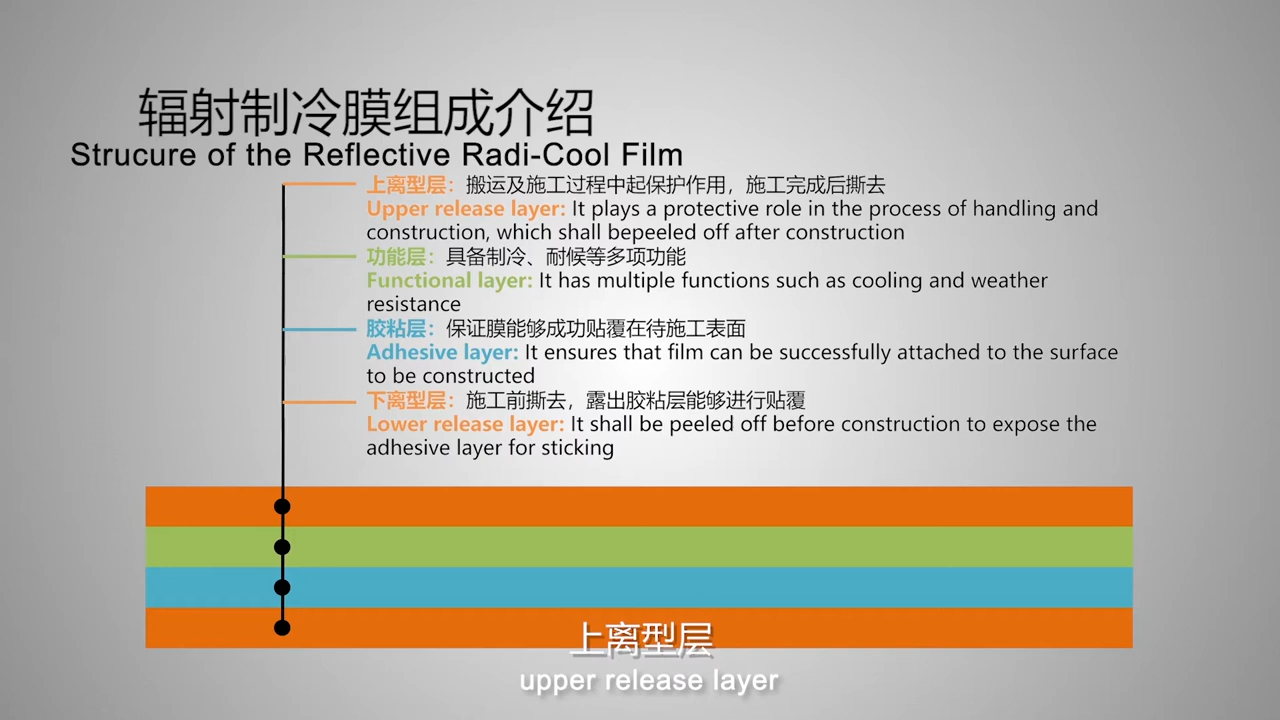 辐射制冷膜组成介绍
Strucure of the Reflective Radi-Cool Film
上离型层：搬运及施工过程中起保护作用，施工完成后撕去
Upper release layer: It plays a protective role in the process of handling and
construction, which shall bepeeled off after construction
功能层：具备制冷、耐候等多项功能
Functional layer: It has multiple functions such as cooling and weather
resistance
胶粘层：保证膜能够成功贴覆在待施工表面
Adhesive layer: It ensures that film can be successfully attached to the surface
to be constructed
下离型层：施工前撕去，露出胶粘层能够进行贴覆
Lower release layer: It shall be peeled off before construction to expose the
adhesive layer for sticking
上离型层
upper release layer